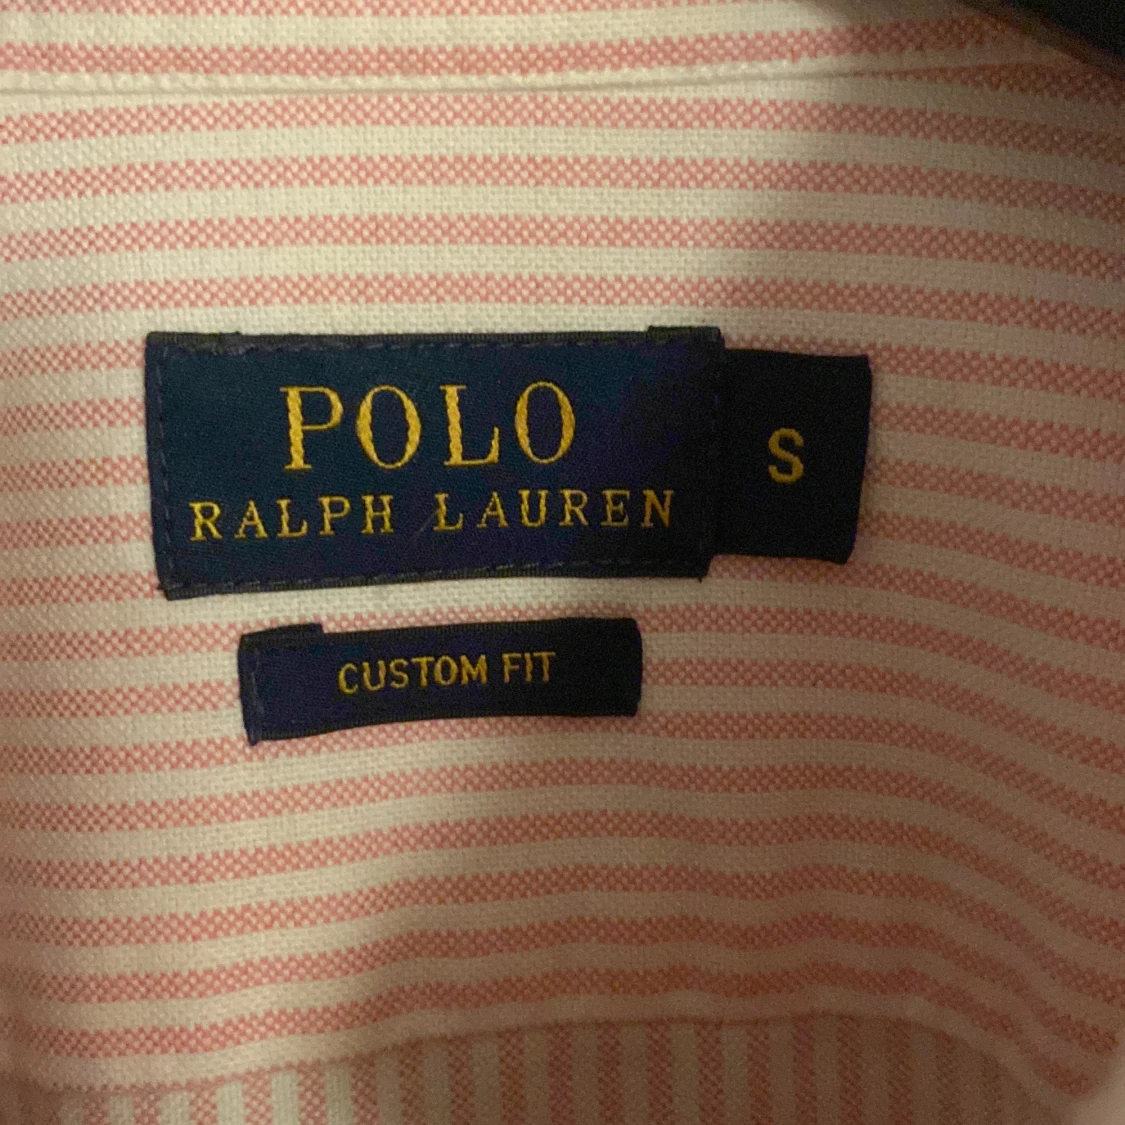 POLO
RALPH LAUREN
S
CUSTOM FIT